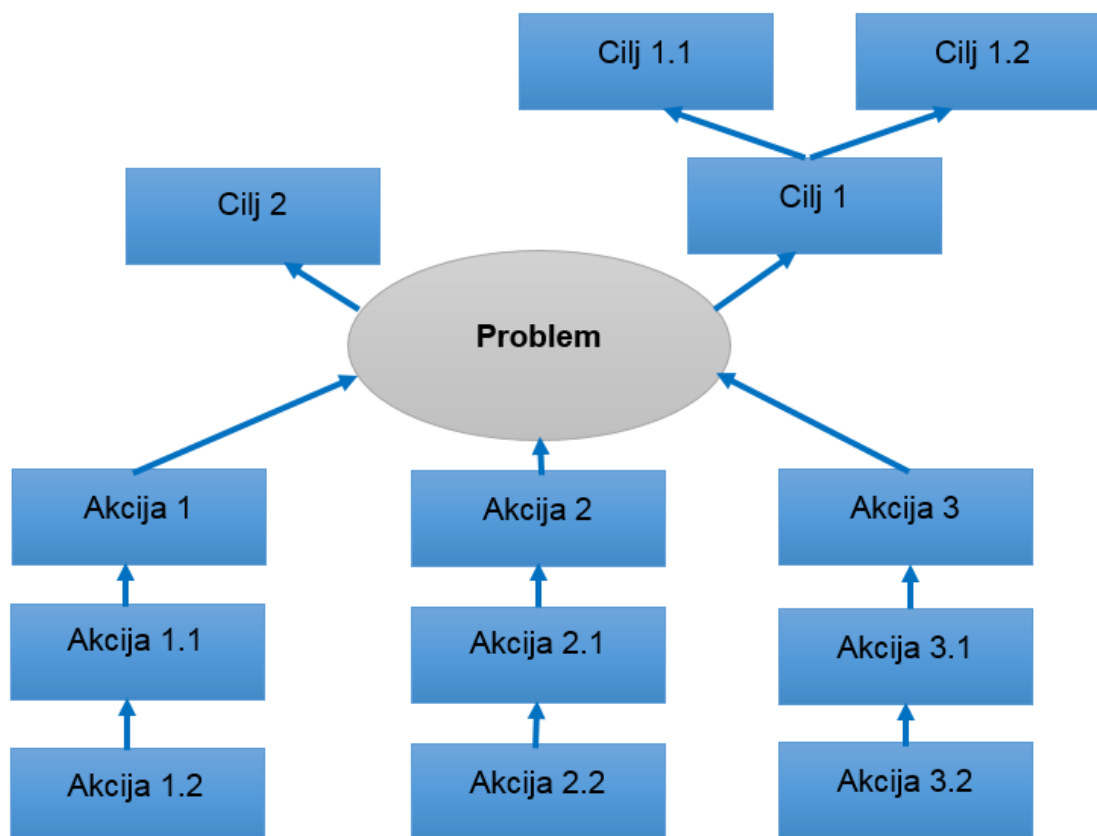 Cilj 1.1
Cilj 1.2
Cilj 2
Cilj 1
Problem
Akcija 1
Akcija 2
Akcija 3
Akcija 1.1
Akcija 2.1
Akcija 3.1
Akcija 1.2
Akcija 2.2
Akcija 3.2